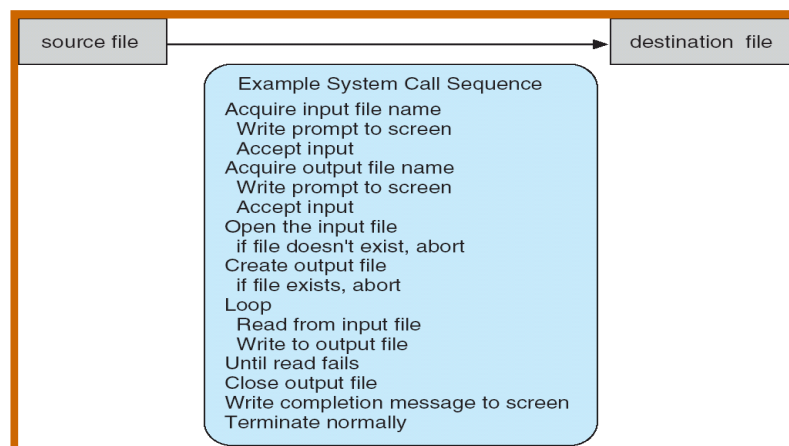 source file
destination file
Example System Call Sequence
Acquire input file name
Write prompt to screen
Accept input
Acquire output file name
Write prompt to screen
Accept input
Open the input file
if file doesn't exist, abort
Create output file
if file exists, abort
Loop
Read from input file
Write to output file
Until read fails
Close output file
Write completion message to screen
Terminate normally